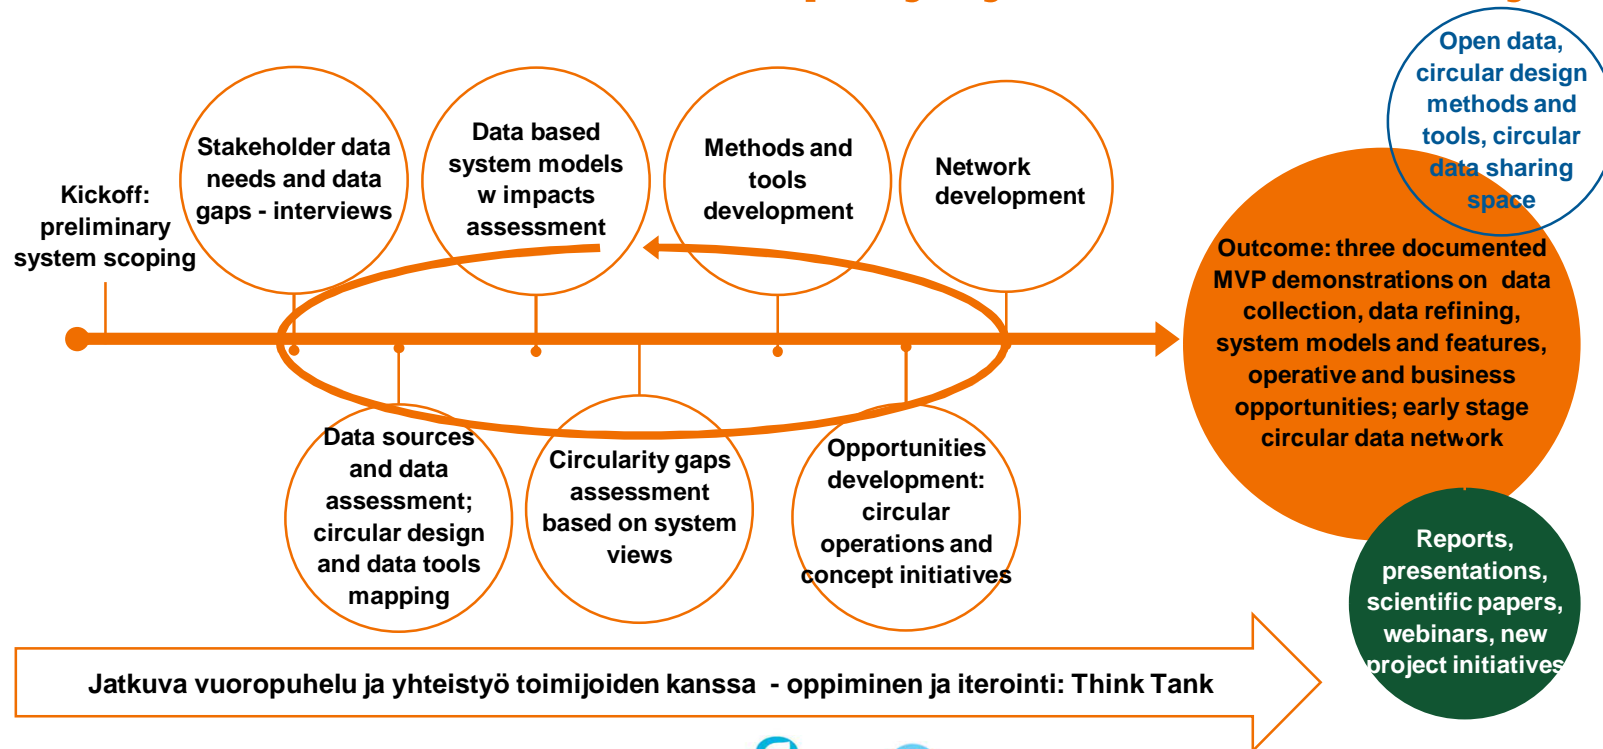 Kickoff:
preliminary
system scoping
Stakeholder data
needs and data
gaps - interviews
Data based
system models
w impacts
assessment
Methods and
tools
development
Network
development
Data sources
and data
assessment;
circular design
and data tools
mapping
Circularity gaps
assessment
based on system
views
Opportunities
development:
circular
operations and
concept initiatives
Open data,
circular design
methods and
tools, circular
data sharing
space
Outcome: three documented
MVP demonstrations on data
collection, data refining,
system models and features,
operative and business
opportunities; early stage
circular data network
Reports,
presentations,
scientific papers,
webinars, new
project initiatives
Jatkuva vuoropuhelu ja yhteistyö toimijoiden kanssa - oppiminen ja iterointi: Think Tank